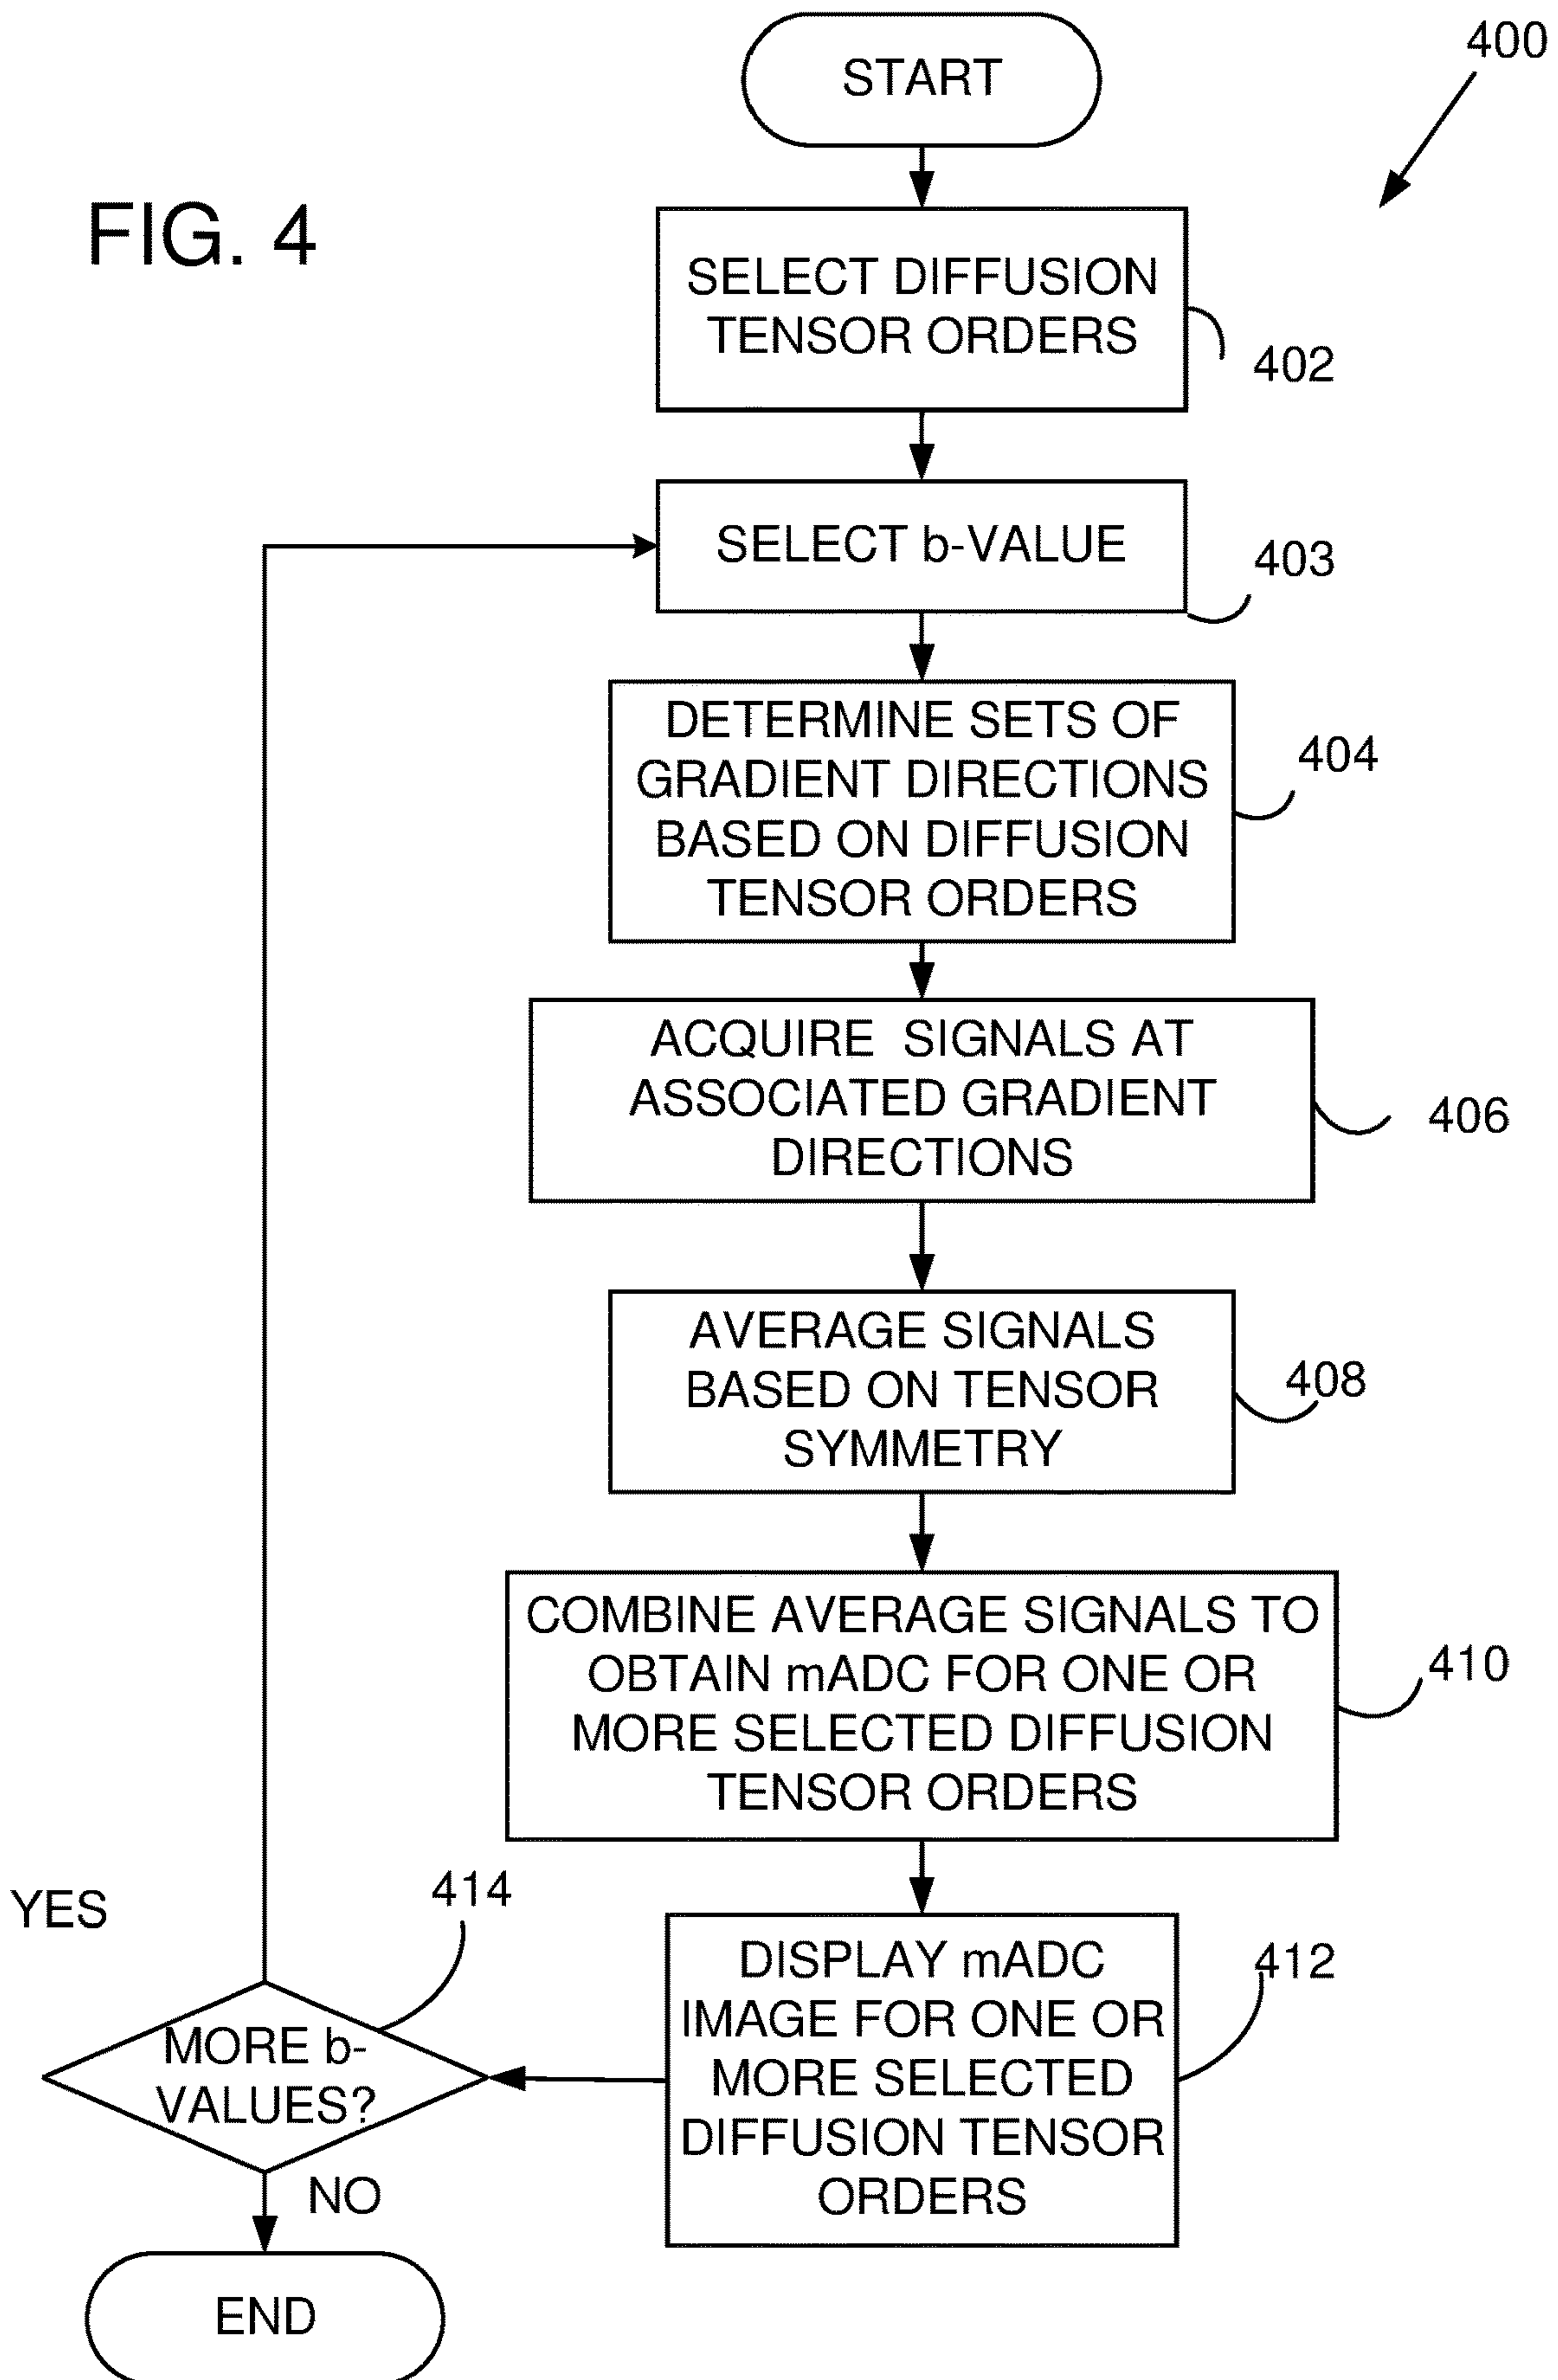 START
400
FIG. 4
SELECT DIFFUSION
TENSOR ORDERS
402
SELECT b-VALUE
403
DETERMINE SETS OF
GRADIENT DIRECTIONS
BASED ON DIFFUSION
TENSOR ORDERS
404
ACQUIRE SIGNALS AT
ASSOCIATED GRADIENT
DIRECTIONS
406
AVERAGE SIGNALS
BASED ON TENSOR
SYMMETRY
408
COMBINE AVERAGE SIGNALS TO
OBTAIN mADC FOR ONE OR
MORE SELECTED DIFFUSION
TENSOR ORDERS
410
DISPLAY mADC
IMAGE FOR ONE OR
MORE SELECTED
DIFFUSION TENSOR
ORDERS
412
YES
414
MORE b-
VALUES?
NO
END